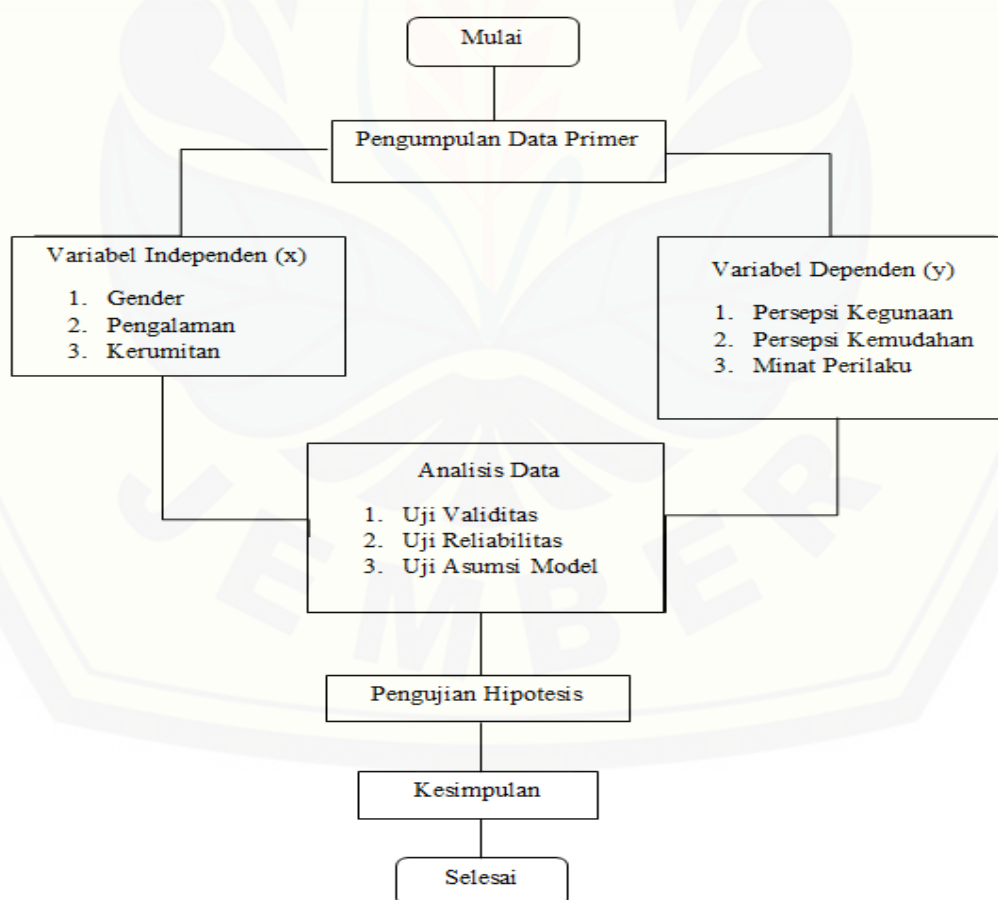 Mulai
Pengumpulan Data Primer
Variabel Independen (x)
1. Gender
2. Pengalaman
3. Kerumitan
Variabel Dependen (y)
1. Persepsi Kegunaan
2. Persepsi Kemudahan
3. Minat Perilaku
Analisis Data
1. Uji Validitas
2. Uji Reliabilitas
3. Uji Asumsi Model
Pengujian Hipotesis
Kesimpulan
Selesai
JEMBER